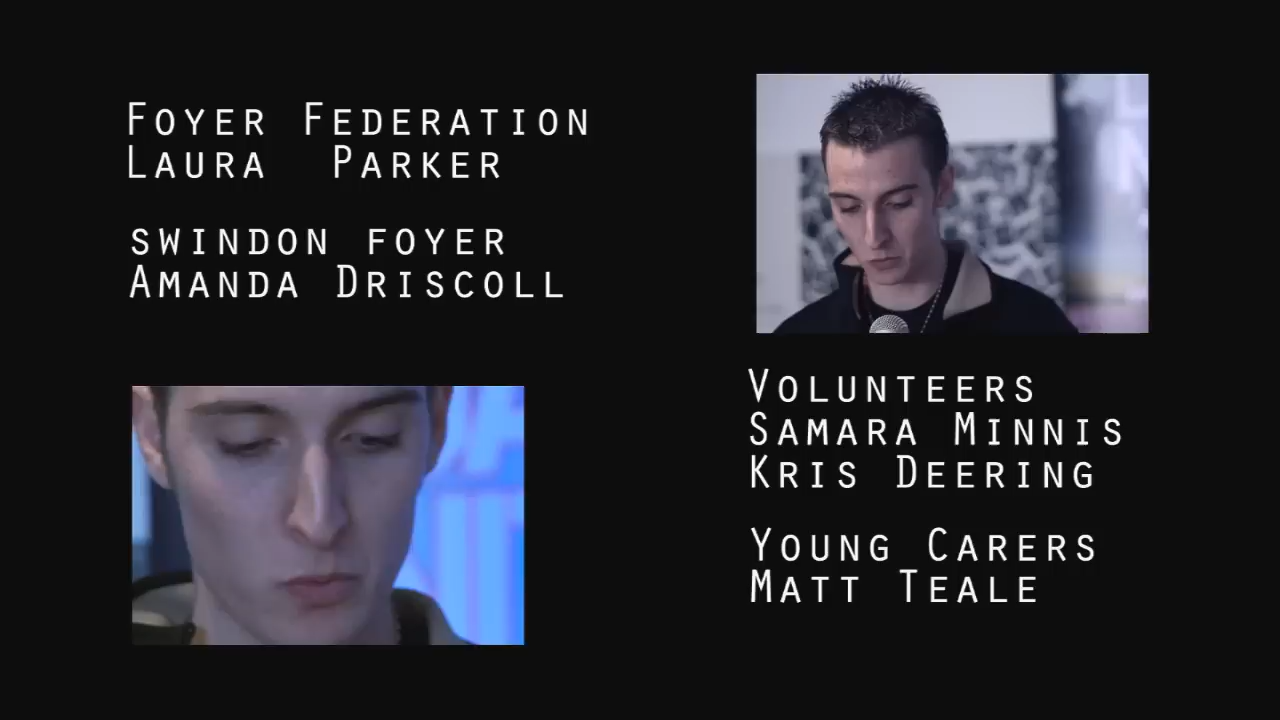 Foyer Federation
Laura Parker
swindon foyer
Amanda Driscoll
Volunteers
Samara Minnis
Kris Deering
Young Carers
Matt Teale